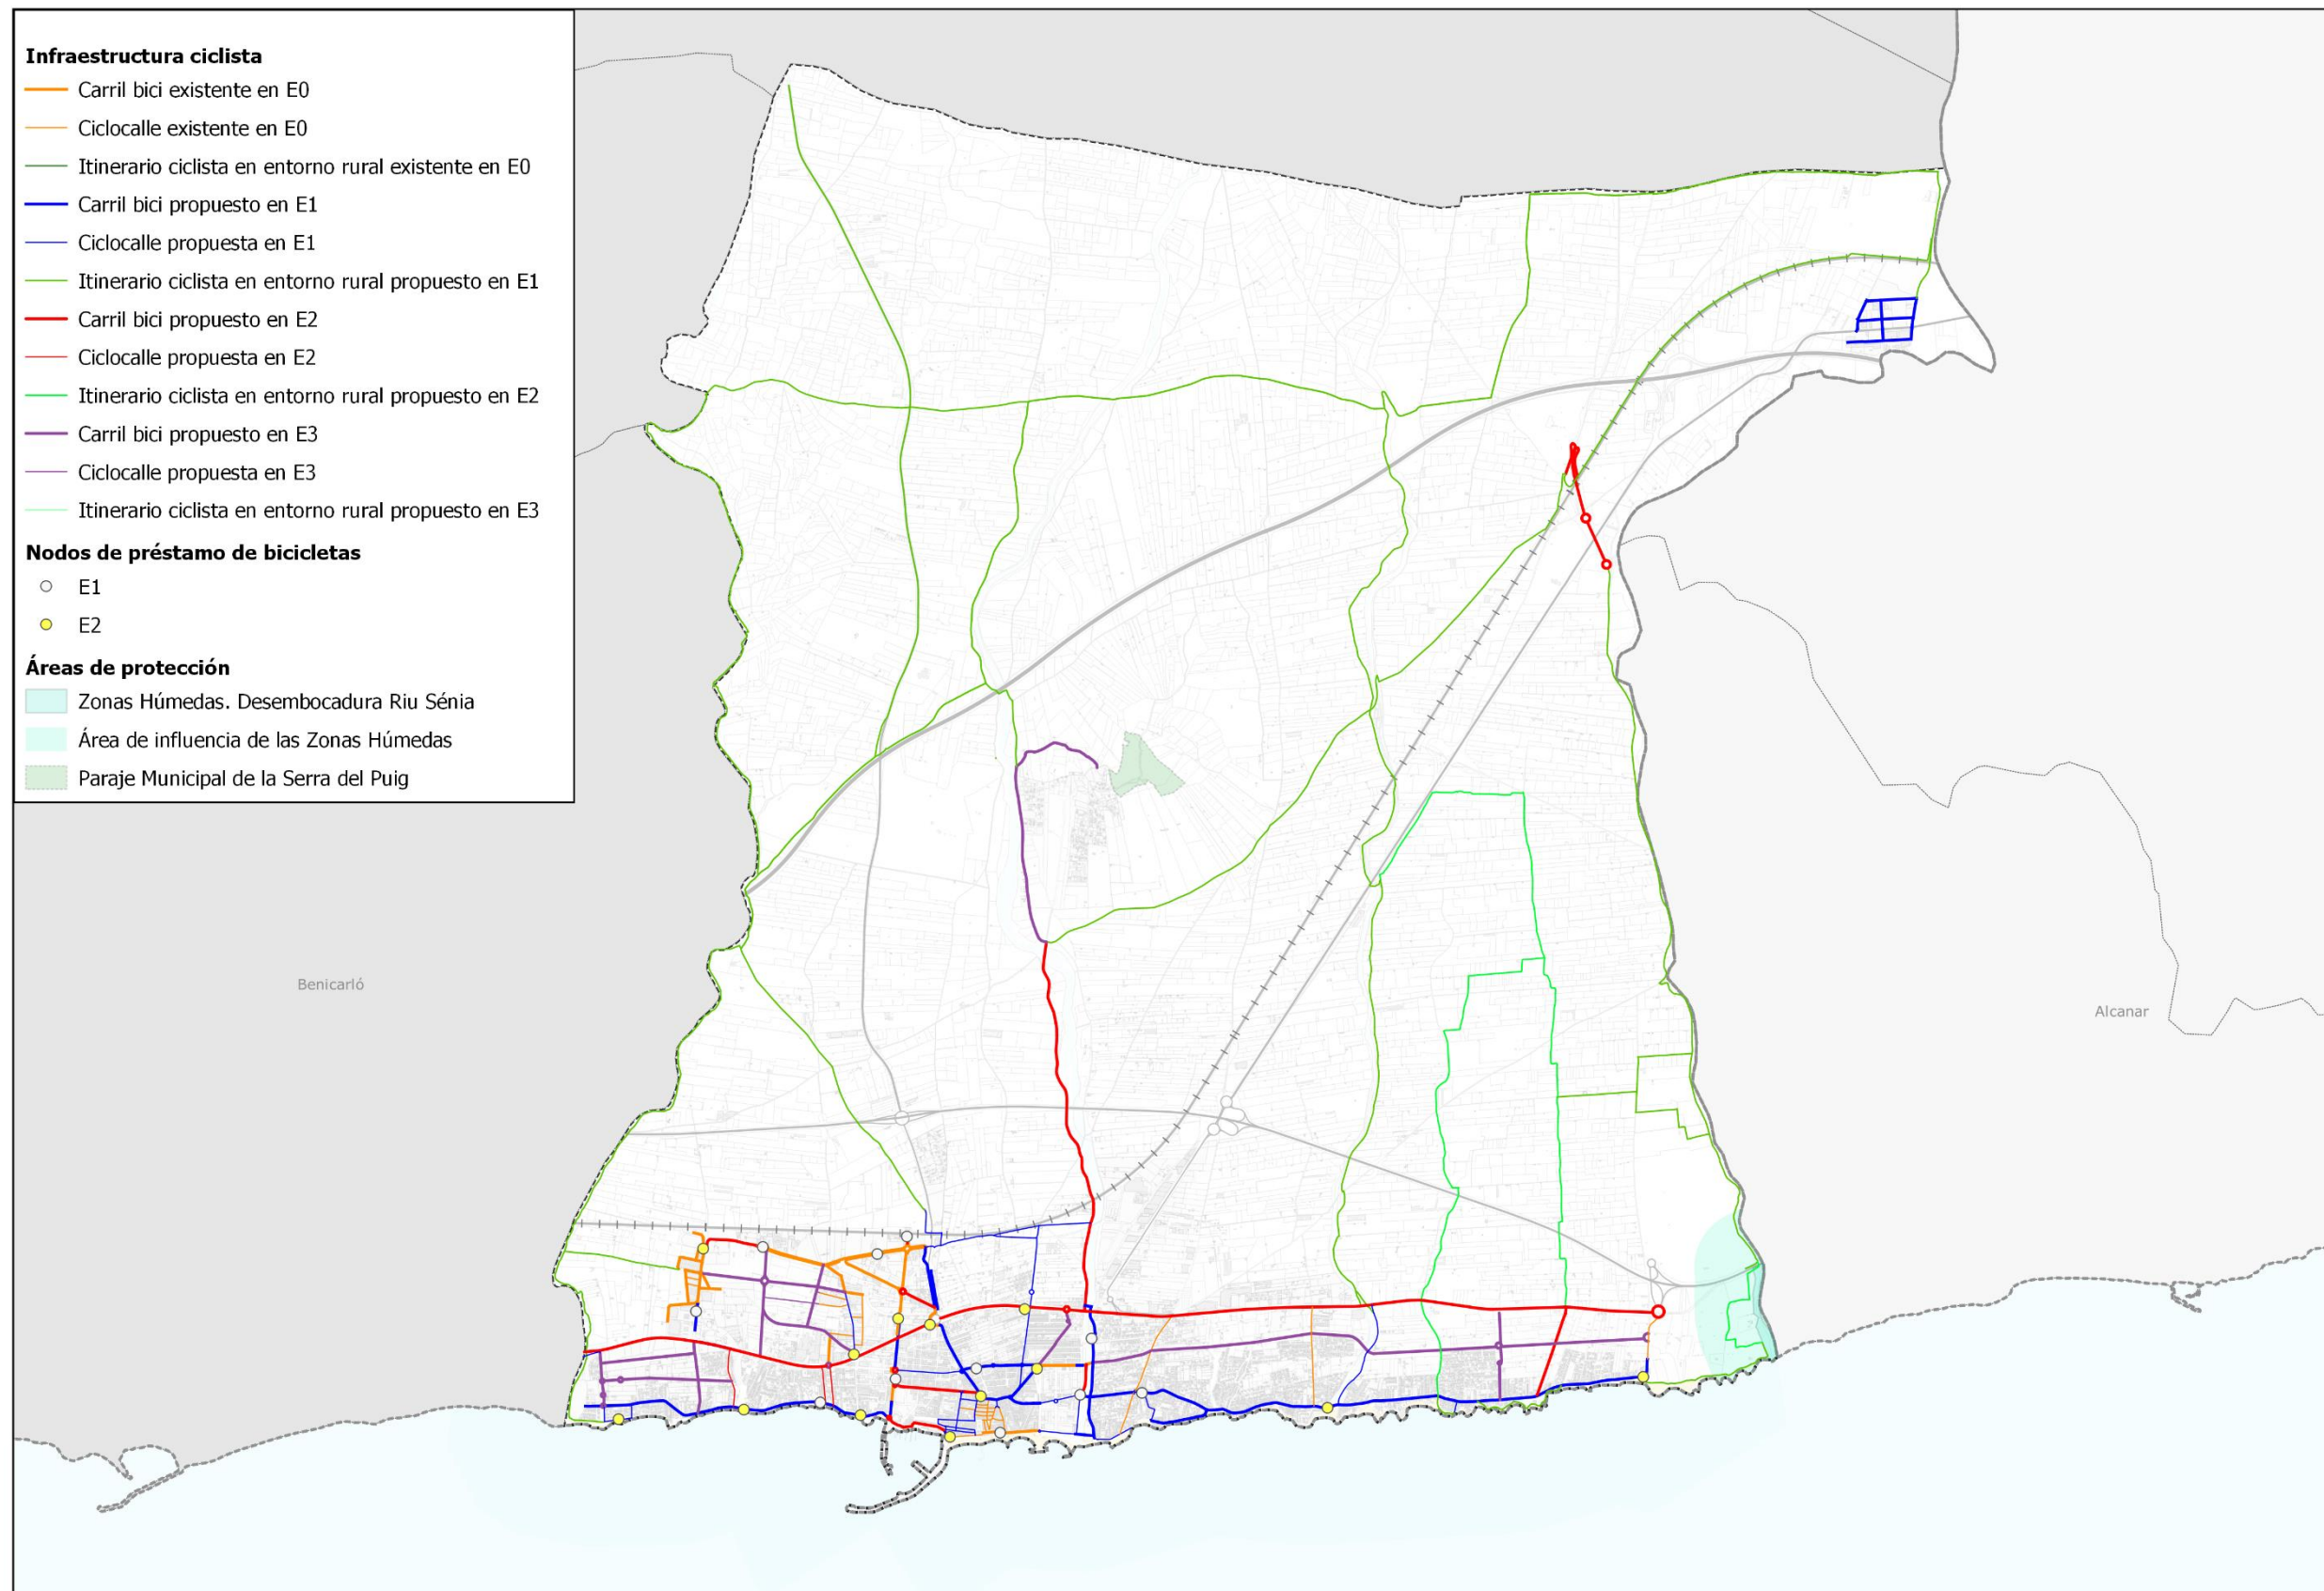 Infraestructura ciclista
Carril bici existente en E0
Ciclocalle existente en E0
Itinerario ciclista en entorno rural existente en E0
Carril bici propuesto en E1
Ciclocalle propuesta en E1
Itinerario ciclista en entorno rural propuesto en E1
Carril bici propuesto en E2
Ciclocalle propuesta en E2
Itinerario ciclista en entorno rural propuesto en E2
Carril bici propuesto en E3
Ciclocalle propuesta en E3
Itinerario ciclista en entorno rural propuesto en E3
Nodos de préstamo de bicicletas
E1
E2
Áreas de protección
Zonas Húmedas. Desembocadura Riu Sénia
Área de influencia de las Zonas Húmedas
Paraje Municipal de la Serra del Puig
Benicarló
Alcanar